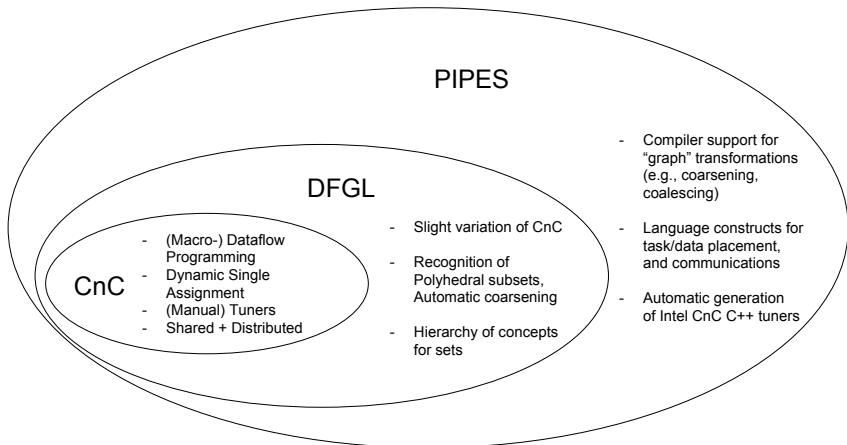 PIPES
- Compiler support for
"graph" transformations
(e.g., coarsening,
coalescing)
- Language constructs for
task/data placement,
and communications
- Automatic generation
of Intel CnC C++ tuners
DFGL
- Slight variation of CnC
- Recognition of
Polyhedral subsets,
Automatic coarsening
- Hierarchy of concepts
for sets
CnC
- (Macro-) Dataflow
Programming
- Dynamic Single
Assignment
- (Manual) Tuners
- Shared + Distributed